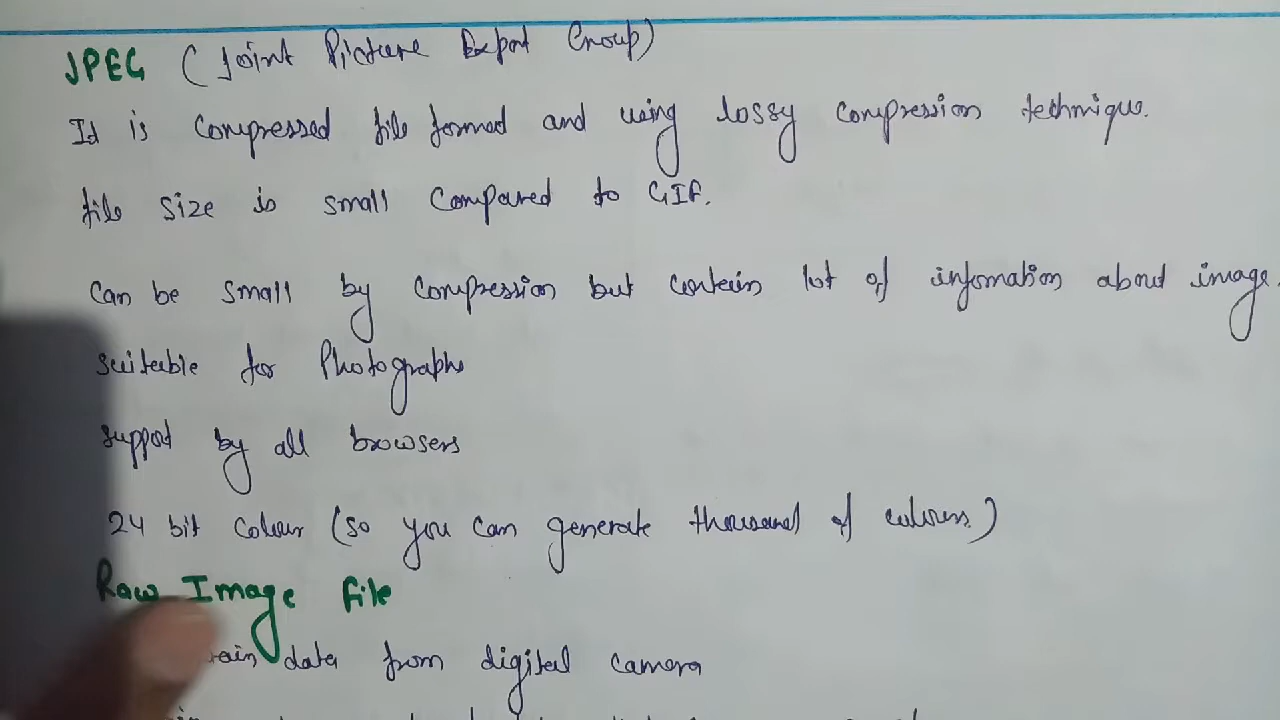 JPEG (Joint Picture Expert Group)
It is compressed file format and using lossy compression technique.
file size is small compared to GIF.
Can be small by compression but contain lot of information about image.
suitable for Photographs
support by all browsers
24 bit colour (so you can generate thousand of colours)
Raw Image file
data from digital camera